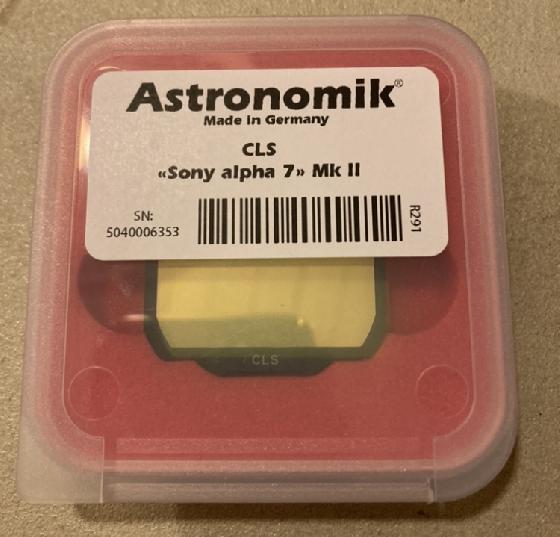 Astronomik®
Made in Germany
CLS
«Sony alpha 7» Mk II
SN:
5040006353
R291
CLS